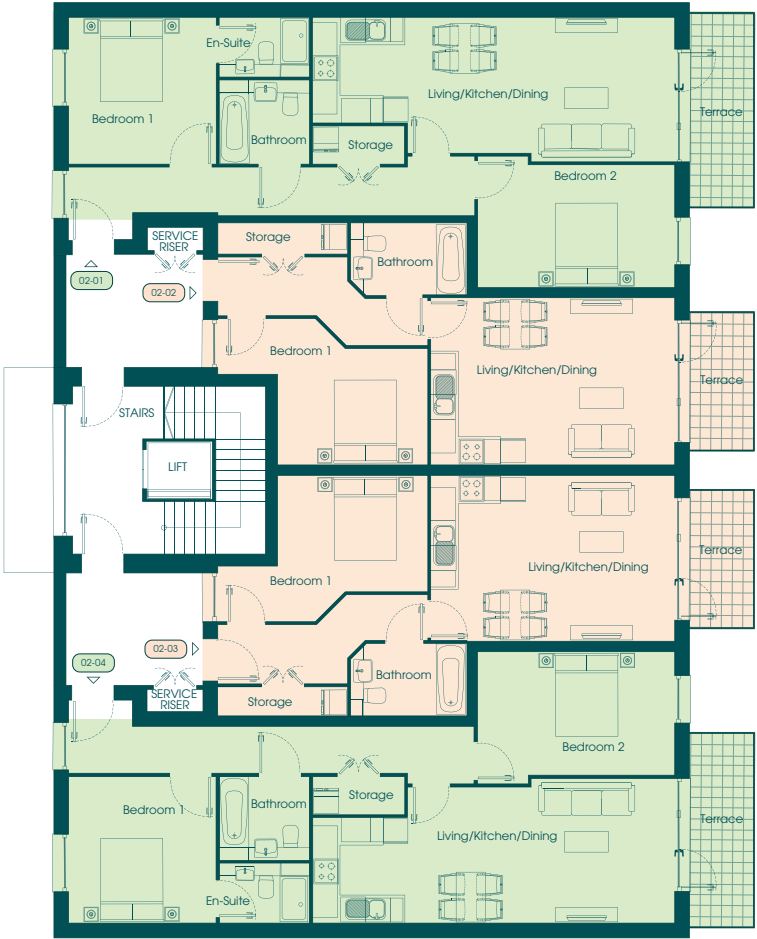 En-Suite
Living/Kitchen/Dining
Bedroom 1
Terrace
Bathroom
Storage
Bedroom 2
SERVICE
RISER
Storage
Bathroom
02-01
02-02
Bedroom 1
Living/Kitchen/Dining
Terrace
STAIRS
LIFT
Terrace
Living/Kitchen/Dining
Bedroom 1
02-03
02-04
Bathroom
SERVICE
RISER
Storage
Bedroom 2
Storage
Bathroom
Bedroom 1
Terrace
Living/Kitchen/Dining
En-Suite